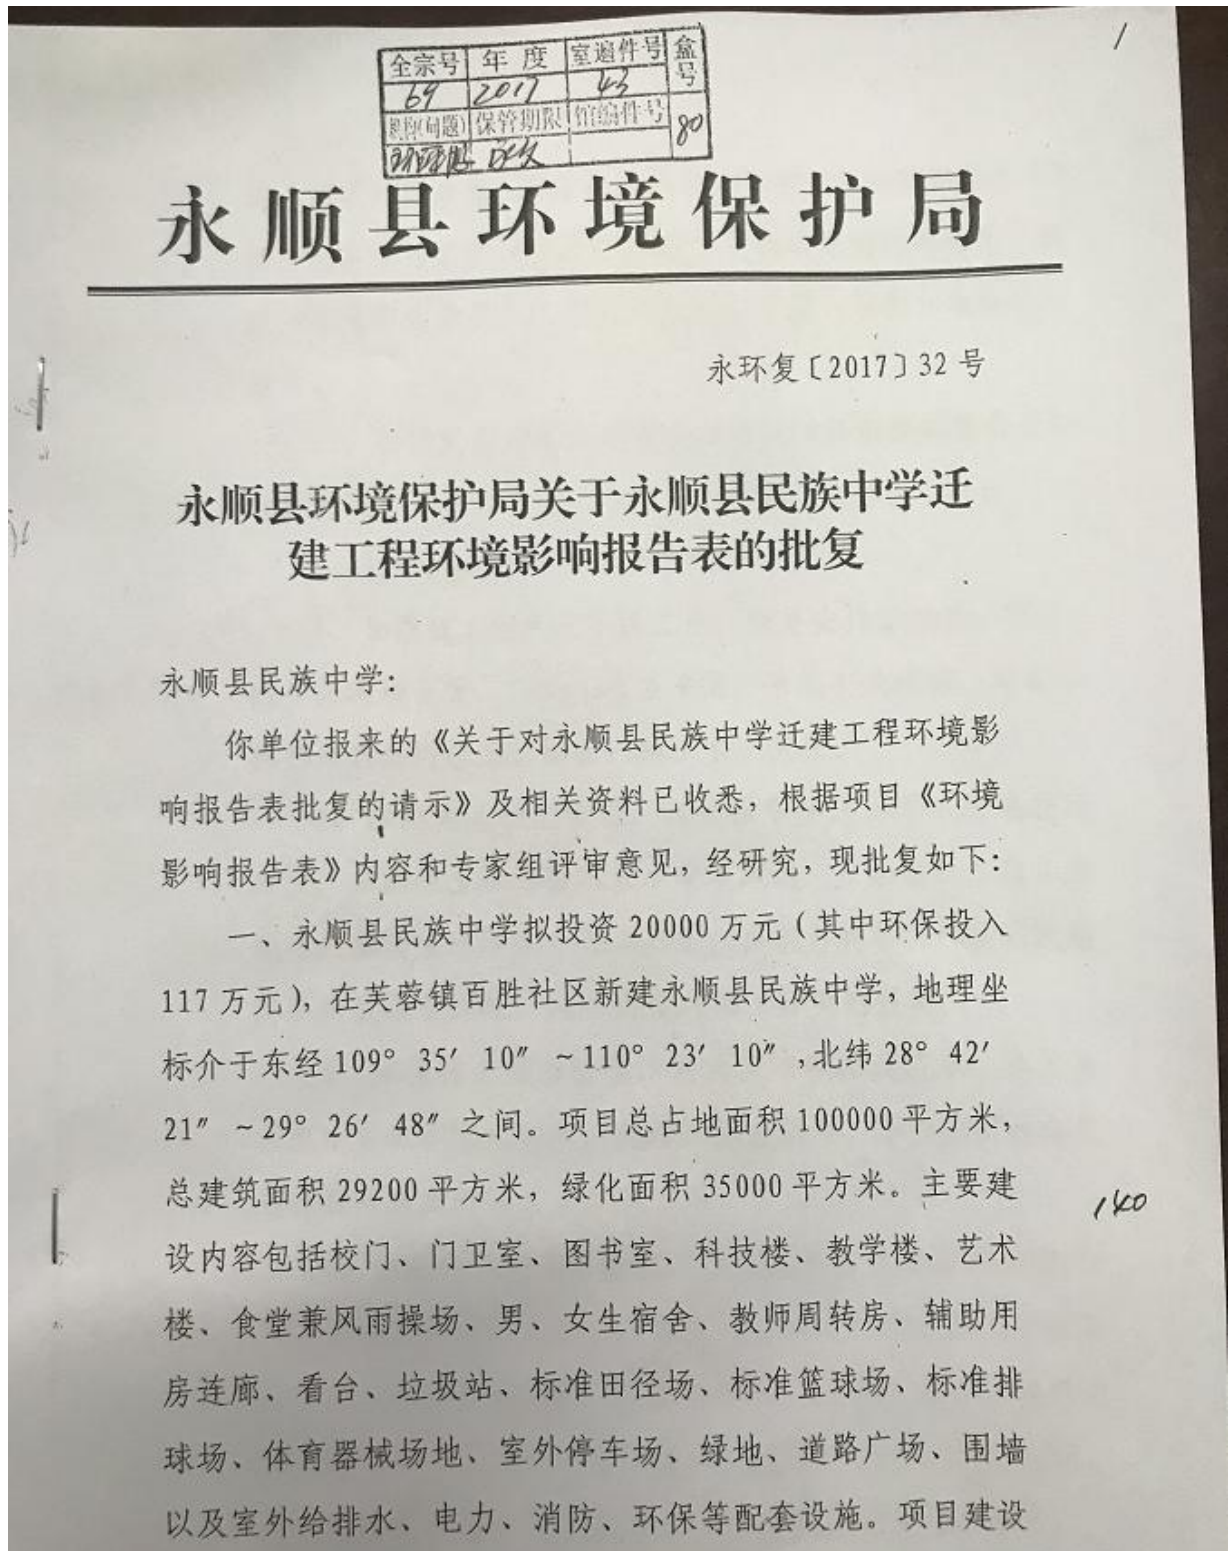 1
全宗号 年度 室遍件号 盒号
69 2017 43 80
保管期限 馆编件号
永久
永顺县环境保护局
永环复〔2017〕32号
永顺县环境保护局关于永顺县民族中学迁
建工程环境影响报告表的批复
永顺县民族中学:
你单位报来的《关于对永顺县民族中学迁建工程环境影
响报告表批复的请示》及相关资料已收悉，根据项目《环境
影响报告表》内容和专家组评审意见，经研究，现批复如下：
一、永顺县民族中学拟投资20000万元（其中环保投入
117万元），在芙蓉镇百胜社区新建永顺县民族中学，地理坐
标介于东经109° 35′ 10″ ~110° 23′ 10″ ,北纬28° 42′
21″ ~29° 26′ 48″ 之间。项目总占地面积100000平方米，
总建筑面积29200平方米，绿化面积35000平方米。主要建
140
设内容包括校门、门卫室、图书室、科技楼、教学楼、艺术
楼、食堂兼风雨操场、男、女生宿舍、教师周转房、辅助用
房连廊、看台、垃圾站、标准田径场、标准篮球场、标准排
球场、体育器械场地、室外停车场、绿地、道路广场、围墙
以及室外给排水、电力、消防、环保等配套设施。项目建设